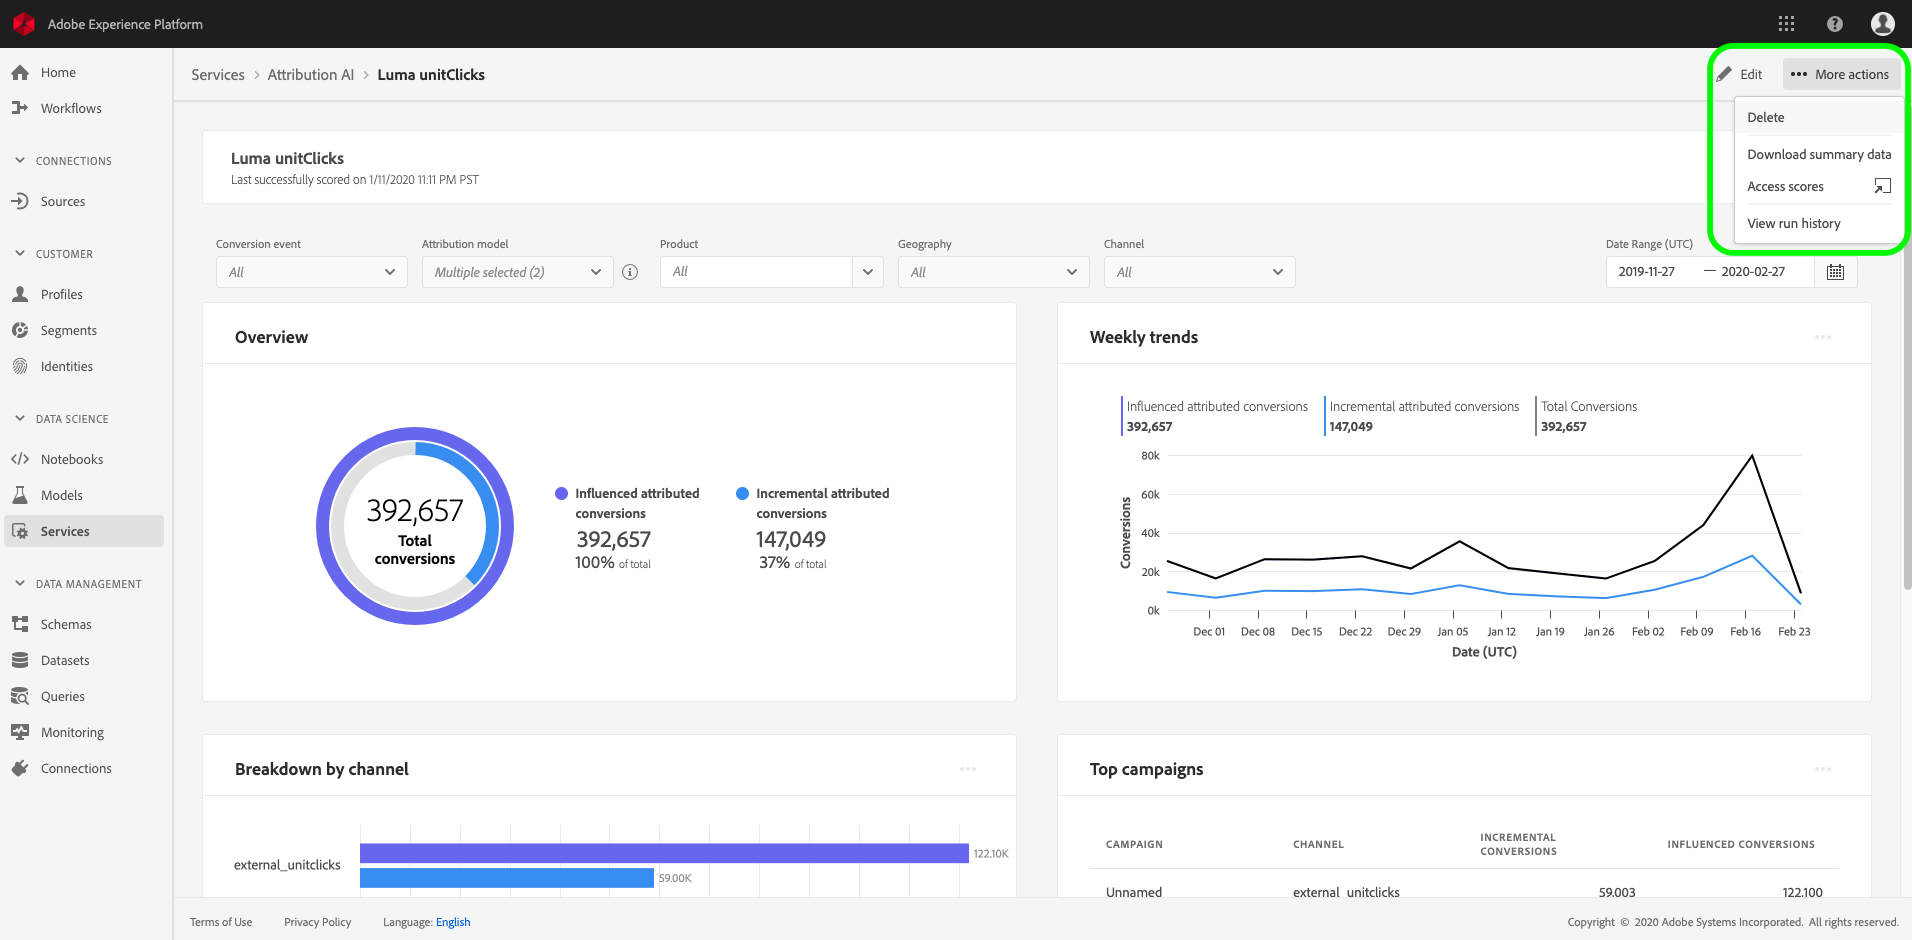 Adobe Experience Platform
Home
Workflows
CONNECTIONS
Sources
CUSTOMER
Profiles
Segments
Identities
DATA SCIENCE
Notebooks
Models
Services
DATA MANAGEMENT
Schemas
Datasets
Queries
Monitoring
Connections
Services > Attribution AI > Luma unitClicks
Edit
More actions
Delete
Download summary data
Access scores
View run history
Luma unitClicks
Last successfully scored on 1/11/2020 11:11 PM PST
Conversion event
All
Attribution model
Multiple selected (2)
Product
All
Geography
All
Channel
All
Date Range (UTC)
2019-11-27 — 2020-02-27
Overview
392,657
Total
conversions
Influenced attributed
conversions
392,657
100% of total
Incremental attributed
conversions
147,049
37% of total
Weekly trends
Influenced attributed conversions
392,657
Incremental attributed conversions
147,049
Total Conversions
392,657
Conversions
80k
60k
40k
20k
0k
Dec 01 Dec 08 Dec 15 Dec 22 Dec 29 Jan 05 Jan 12 Jan 19 Jan 26 Feb 02 Feb 09 Feb 16 Feb 23
Date (UTC)
Breakdown by channel
external_unitclicks
122.10K
59.00K
Top campaigns
CAMPAIGN CHANNEL INCREMENTAL CONVERSIONS INFLUENCED CONVERSIONS
Unnamed external_unitclicks 59.003 122.100
Terms of Use Privacy Policy Language: English
Copyright © 2020 Adobe Systems Incorporated. All rights reserved.